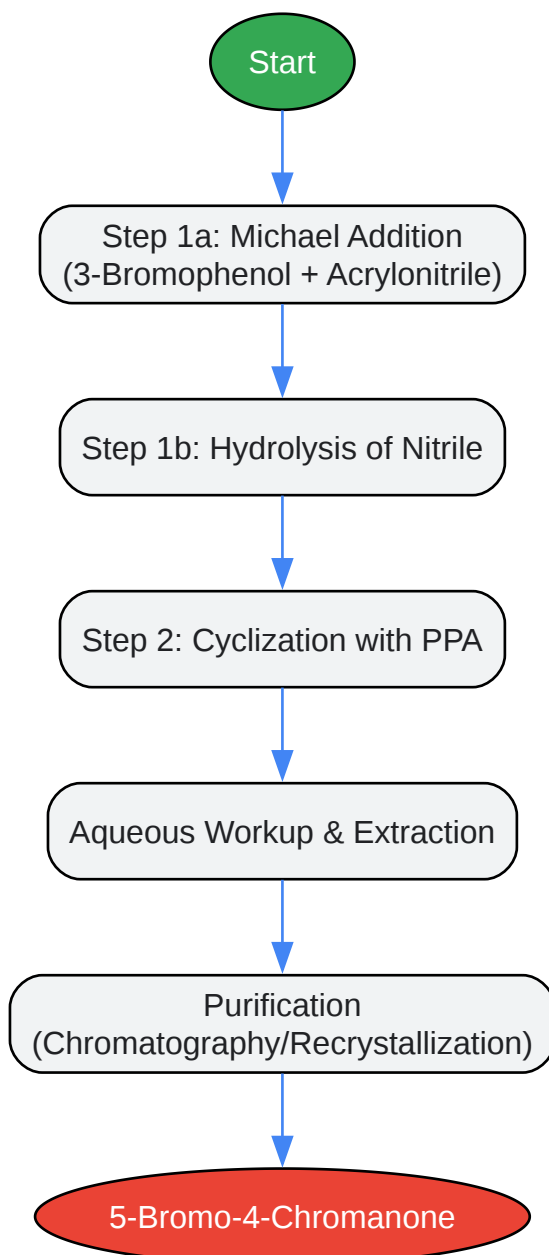 Start
Step 1a: Michael Addition
(3-Bromophenol + Acrylonitrile)
Step 1b: Hydrolysis of Nitrile
Step 2: Cyclization with PPA
Aqueous Workup & Extraction
Purification
(Chromatography/Recrystallization)
5-Bromo-4-Chromanone